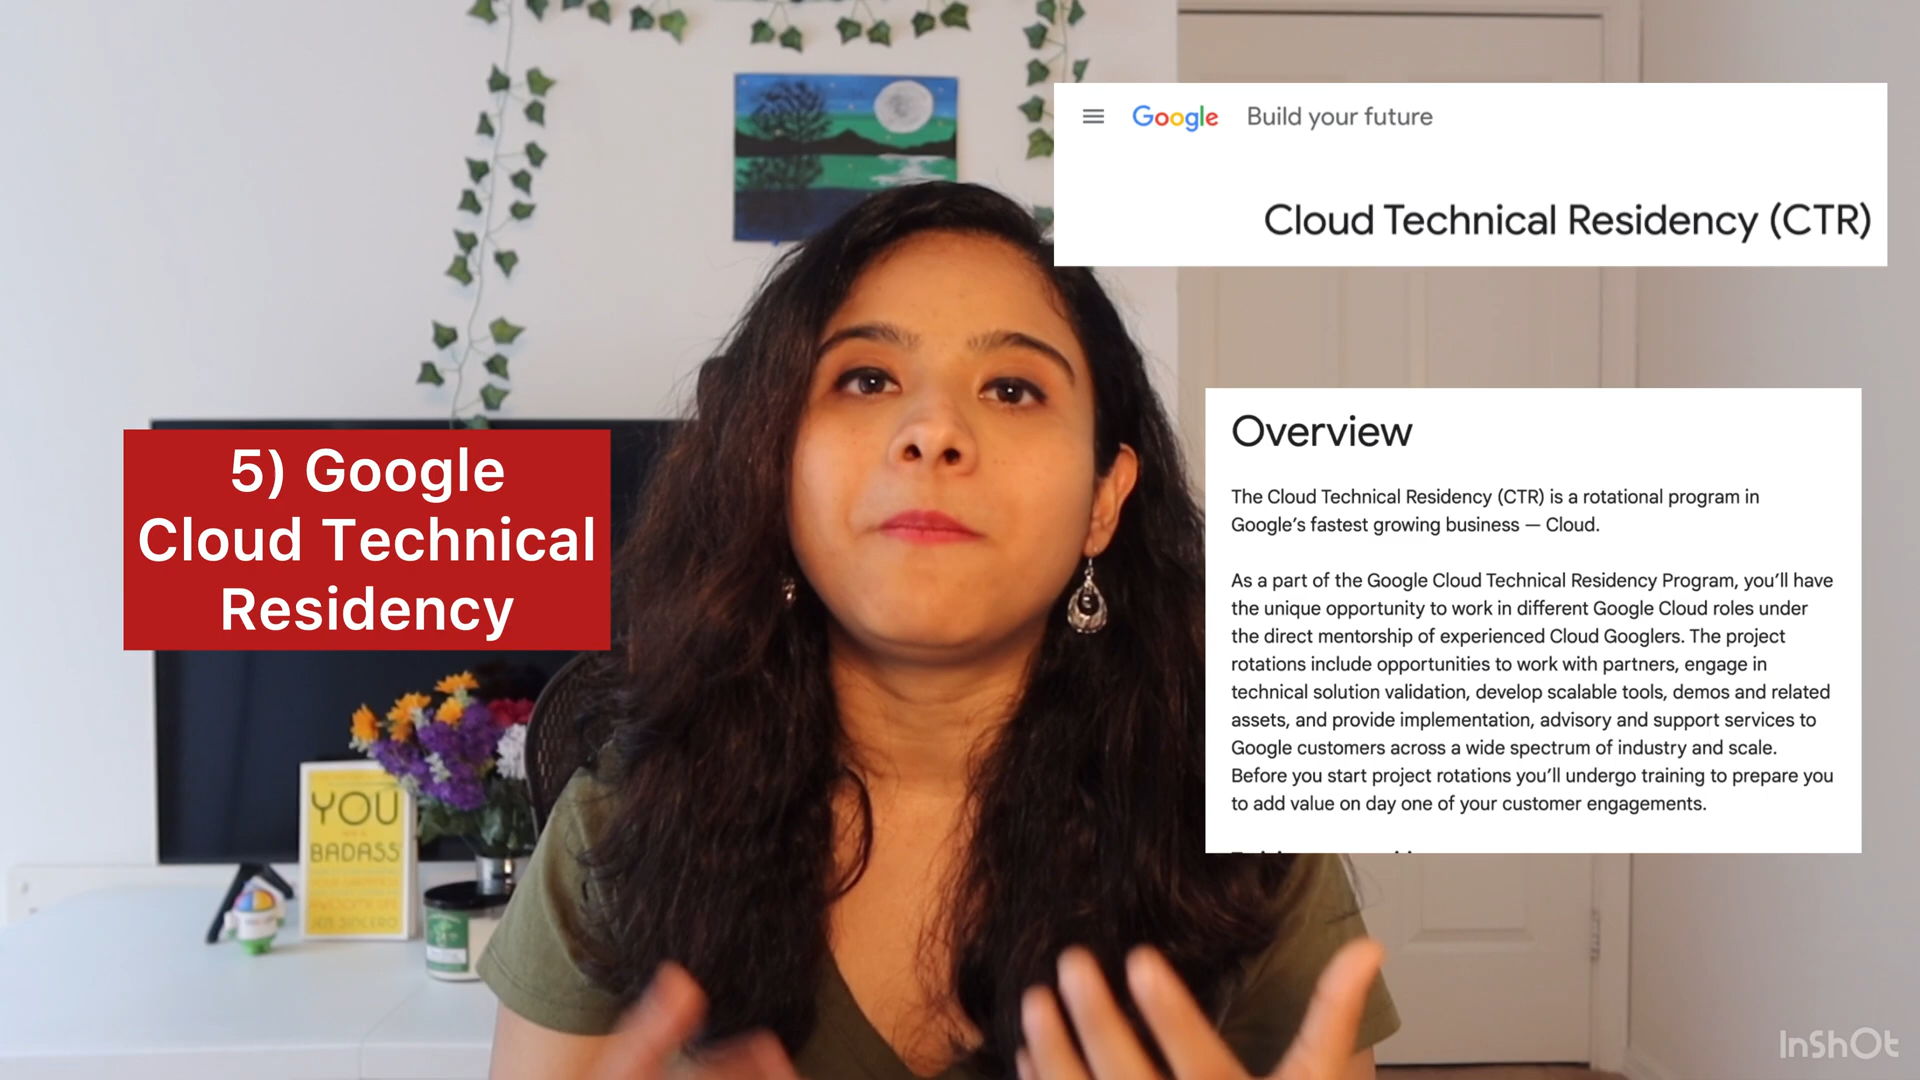 Google Build your future
Cloud Technical Residency (CTR)
5) Google
Cloud Technical
Residency
Overview
The Cloud Technical Residency (CTR) is a rotational program in
Google’s fastest growing business — Cloud.
As a part of the Google Cloud Technical Residency Program, you’ll have
the unique opportunity to work in different Google Cloud roles under
the direct mentorship of experienced Cloud Googlers. The project
rotations include opportunities to work with partners, engage in
technical solution validation, develop scalable tools, demos and related
assets, and provide implementation, advisory and support services to
Google customers across a wide spectrum of industry and scale.
Before you start project rotations you’ll undergo training to prepare you
to add value on day one of your customer engagements.
YOU
BADASS
JEN SINCERO
InShOt